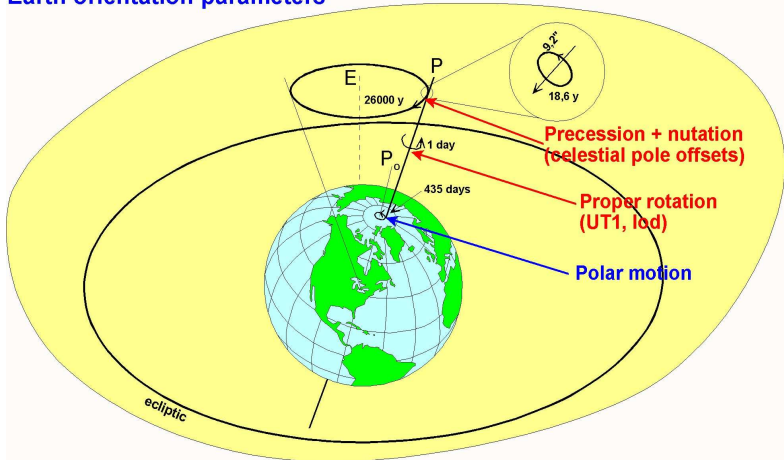 Earth orientation parameters
E
P
26000 y
9,2"
18,6 y
Precession + nutation
(celestial pole offsets)
1 day
Po
435 days
Proper rotation
(UT1, lod)
Polar motion
ecliptic